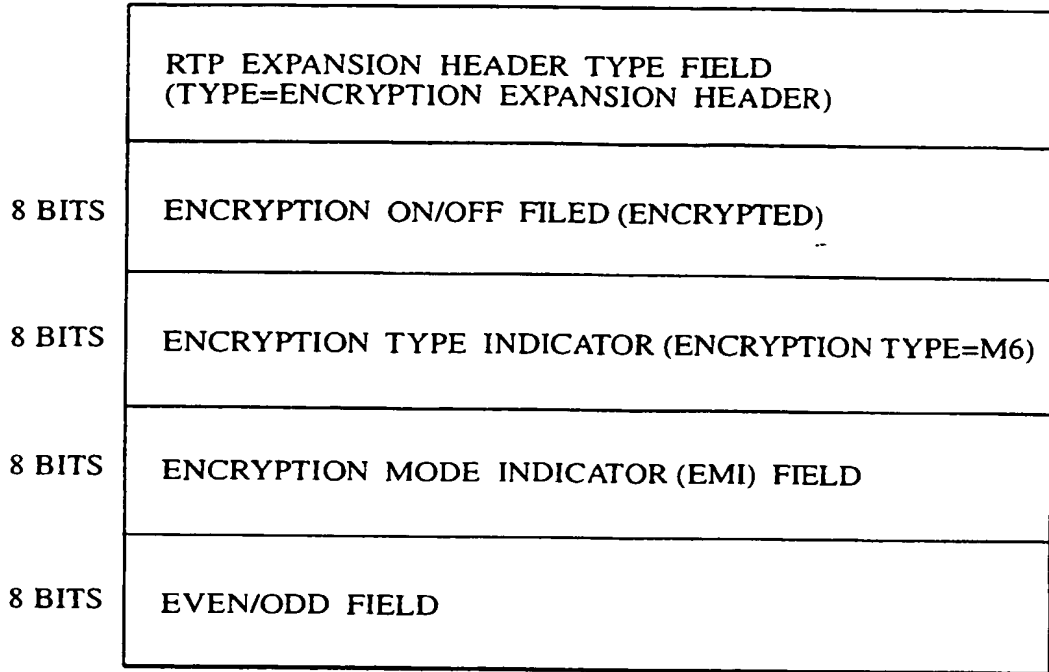 RTP EXPANSION HEADER TYPE FIELD
(TYPE=ENCRYPTION EXPANSION HEADER)
8 BITS ENCRYPTION ON/OFF FILED (ENCRYPTED)
8 BITS ENCRYPTION TYPE INDICATOR (ENCRYPTION TYPE=M6)
8 BITS ENCRYPTION MODE INDICATOR (EMI) FIELD
8 BITS EVEN/ODD FIELD